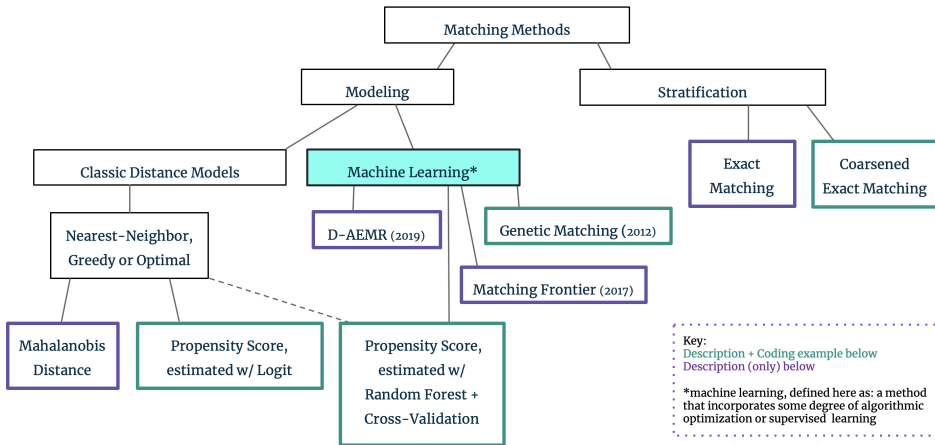 Matching Methods
Modeling
Stratification
Classic Distance Models
Machine Learning*
Exact
Matching
Coarsened
Exact Matching
Nearest-Neighbor,
Greedy or Optimal
D-AEMR (2019)
Genetic Matching (2012)
Matching Frontier (2017)
Mahalanobis
Distance
Propensity Score,
estimated w/ Logit
Propensity Score,
estimated w/
Random Forest +
Cross-Validation
Key:
Description + Coding example below
Description (only) below
*machine learning, defined here as: a method
that incorporates some degree of algorithmic
optimization or supervised learning